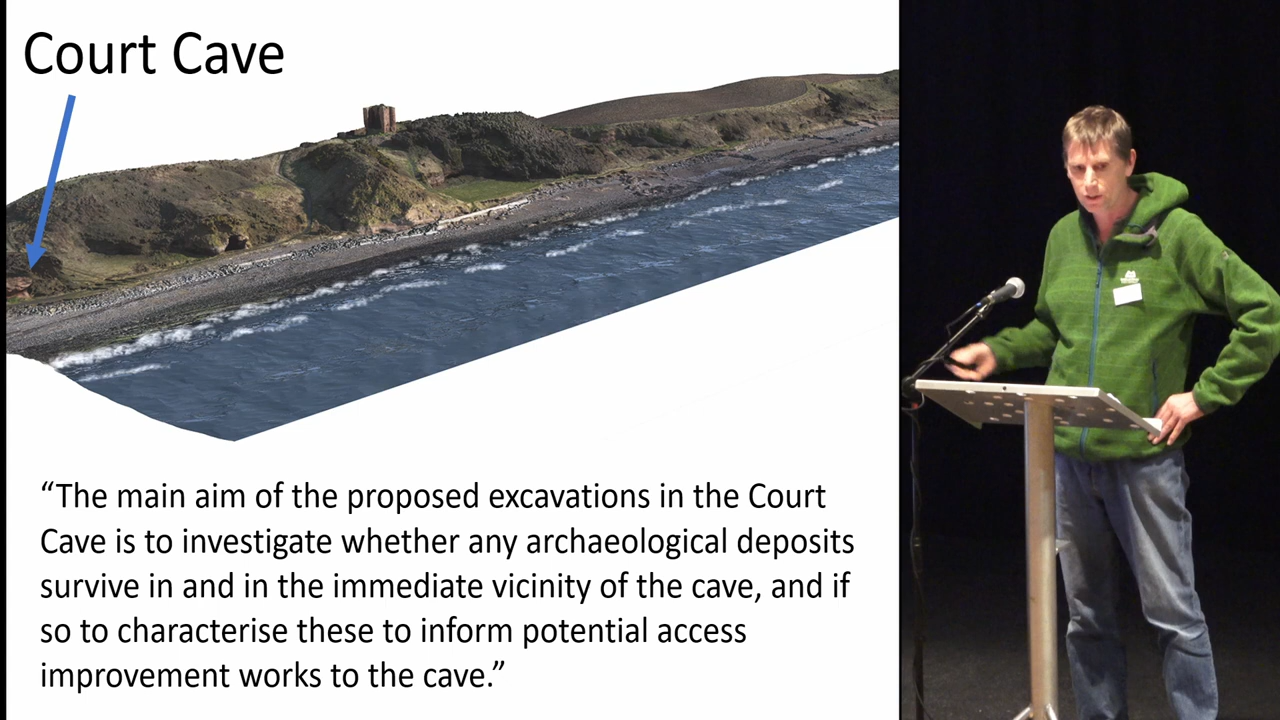 Court Cave
“The main aim of the proposed excavations in the Court
Cave is to investigate whether any archaeological deposits
survive in and in the immediate vicinity of the cave, and if
so to characterise these to inform potential access
improvement works to the cave.”